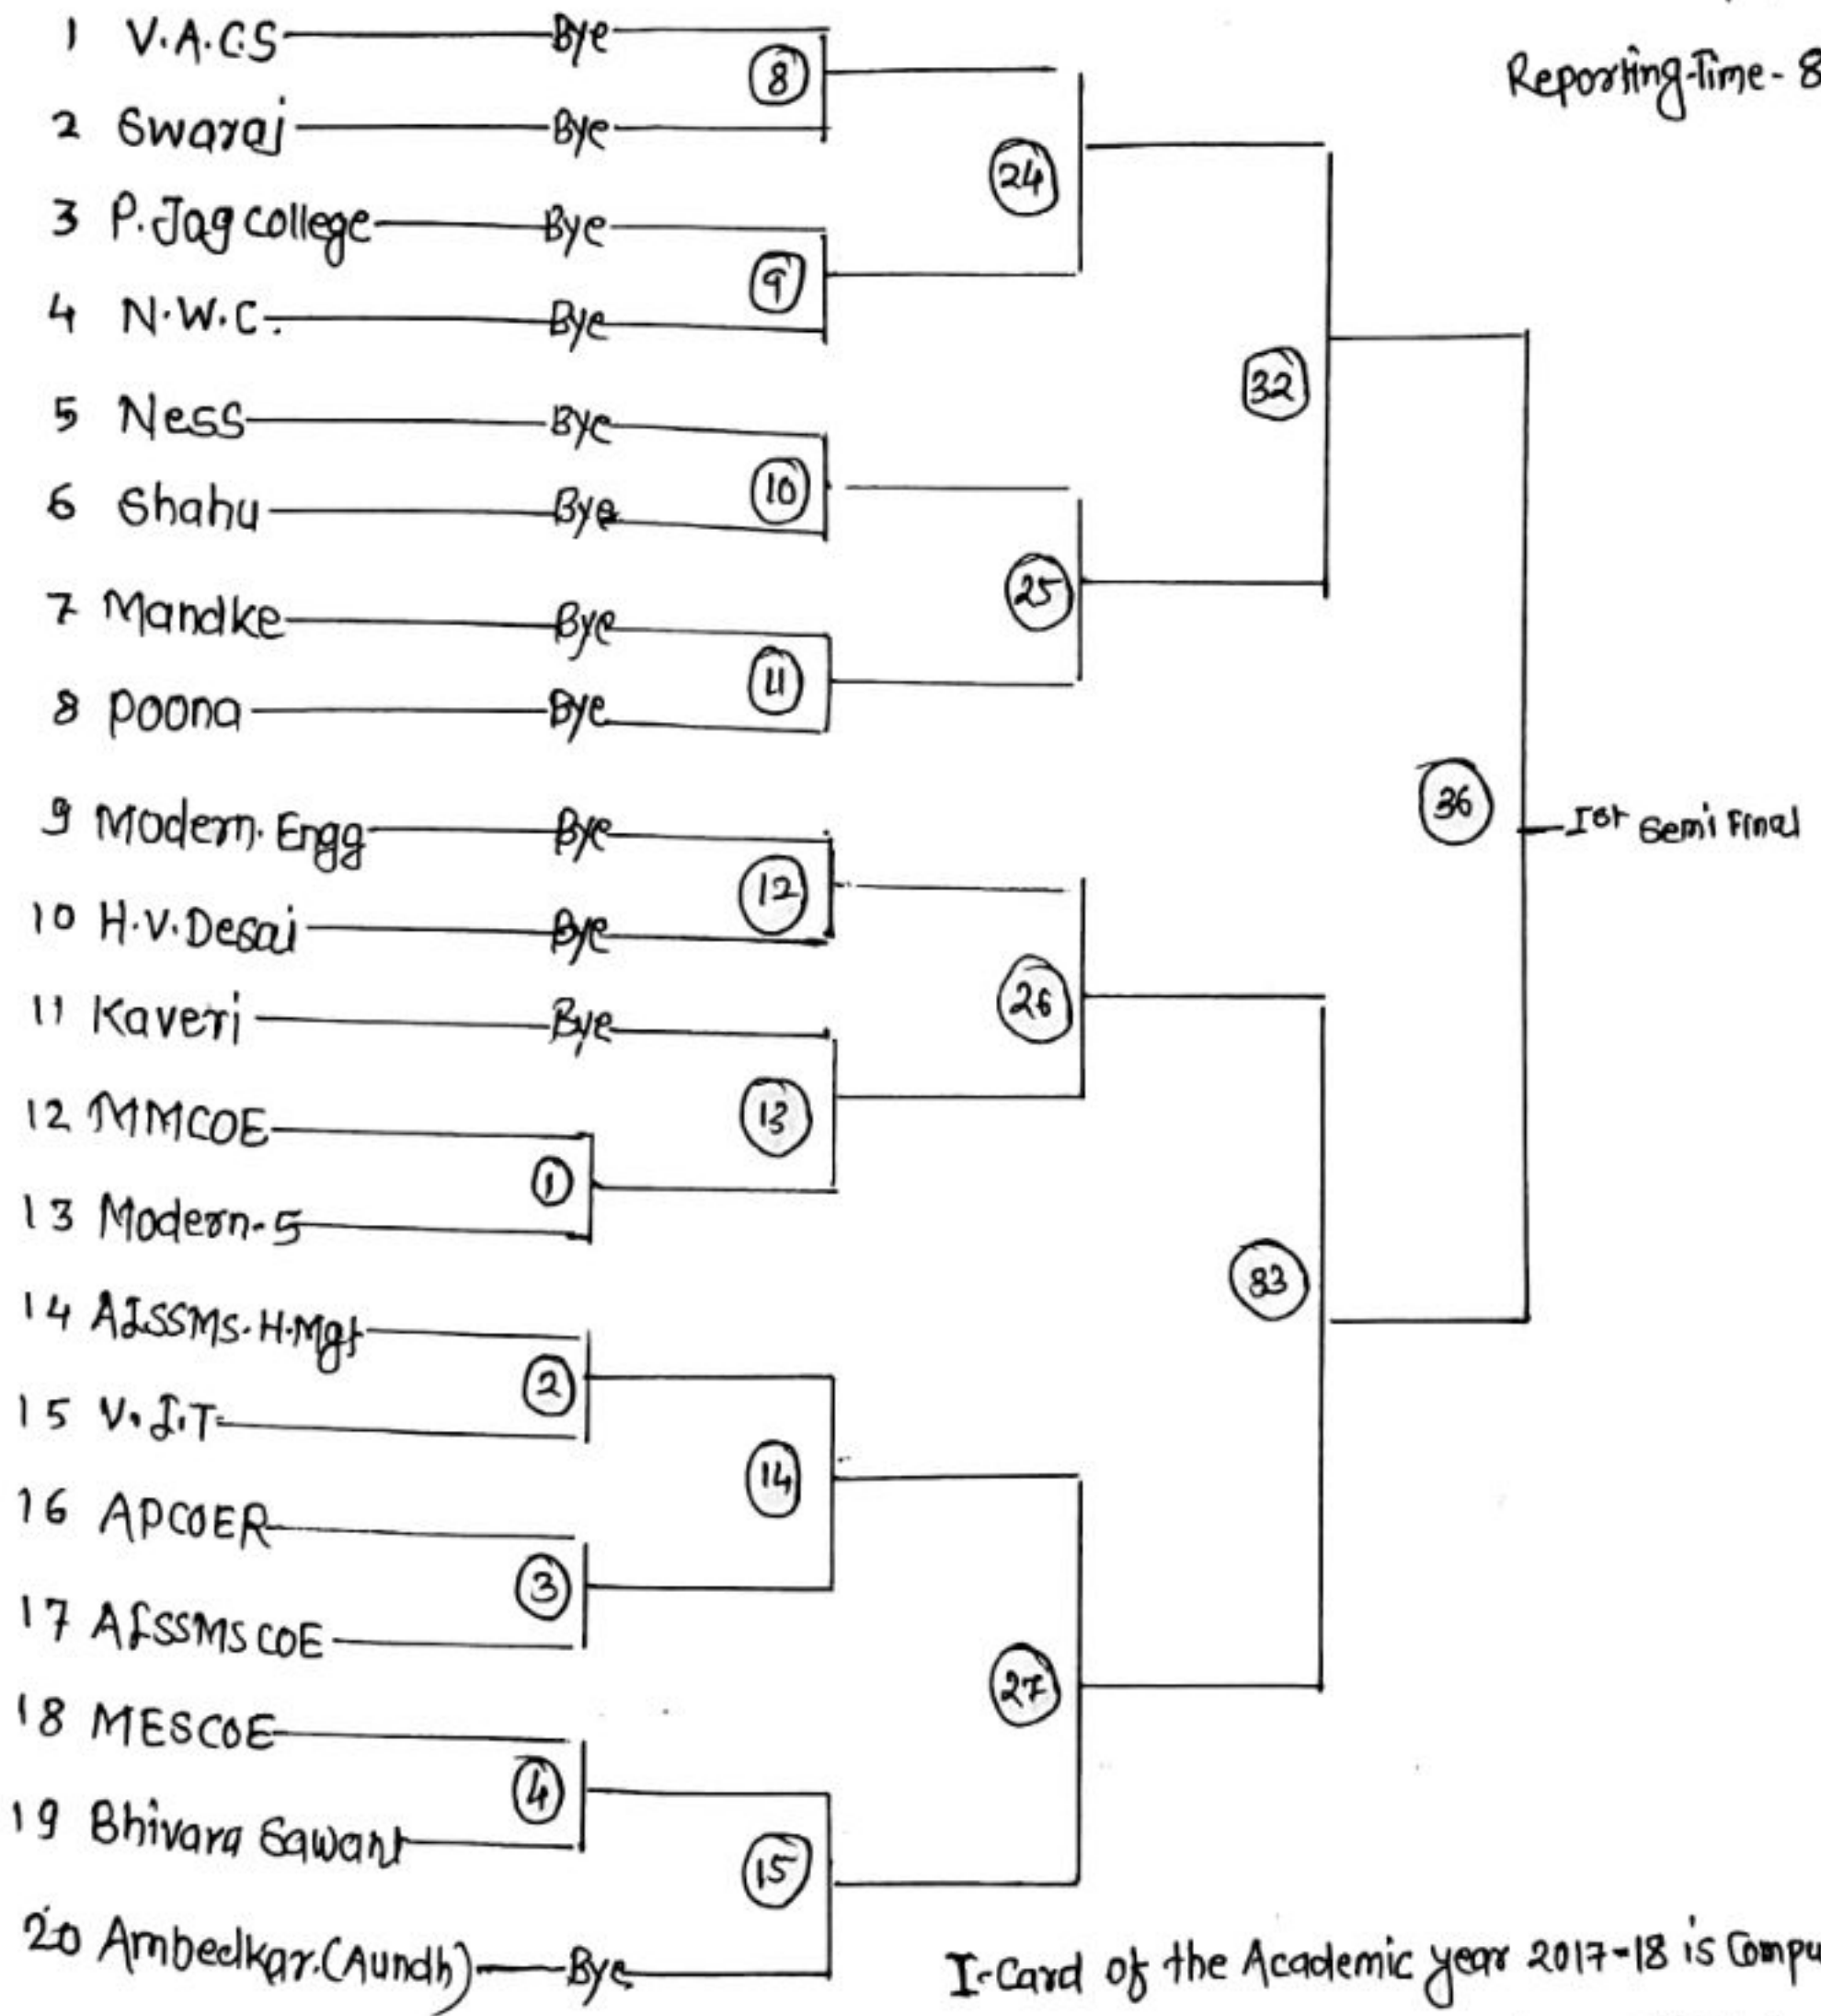 1 V.A.C.S Bye
8
Reporting Time - 8
2 Swaraj Bye
24
3 P. Jog College Bye
9
4 N.W.C. Bye
32
5 Ness Bye
10
6 Shahu Bye
25
7 Mandke Bye
11
8 Poona Bye
36
Ist Semi Final
9 Modern. Engg Bye
12
10 H.V. Desai Bye
26
11 Kaveri Bye
13
12 MMCOE
1
13 Modern-5
33
14 AISSMS. H. Mgt
2
15 V.I.T
14
16 APCOER
3
17 AISSMS COE
27
18 MESCOE
4
19 Bhivara Sawant
15
20 Ambedkar. (Aundh) Bye
I-Card of the Academic year 2017-18 is Compu